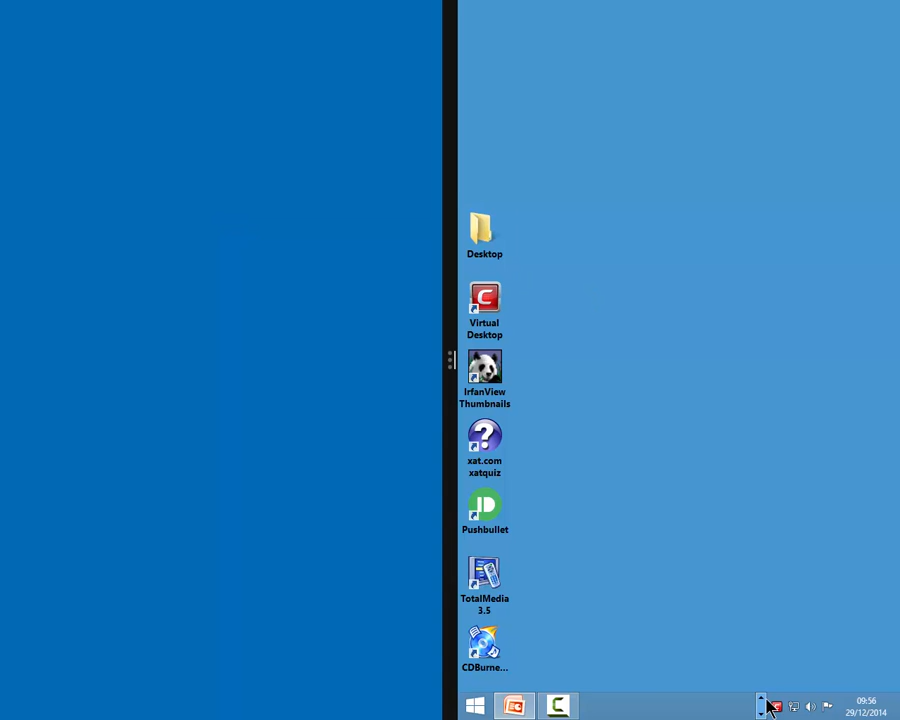 Desktop
Virtual
Desktop
IrfanView
Thumbnails
xat.com
xatquiz
Pushbullet
TotalMedia
3.5
CDBurne...
09:56
29/12/2014